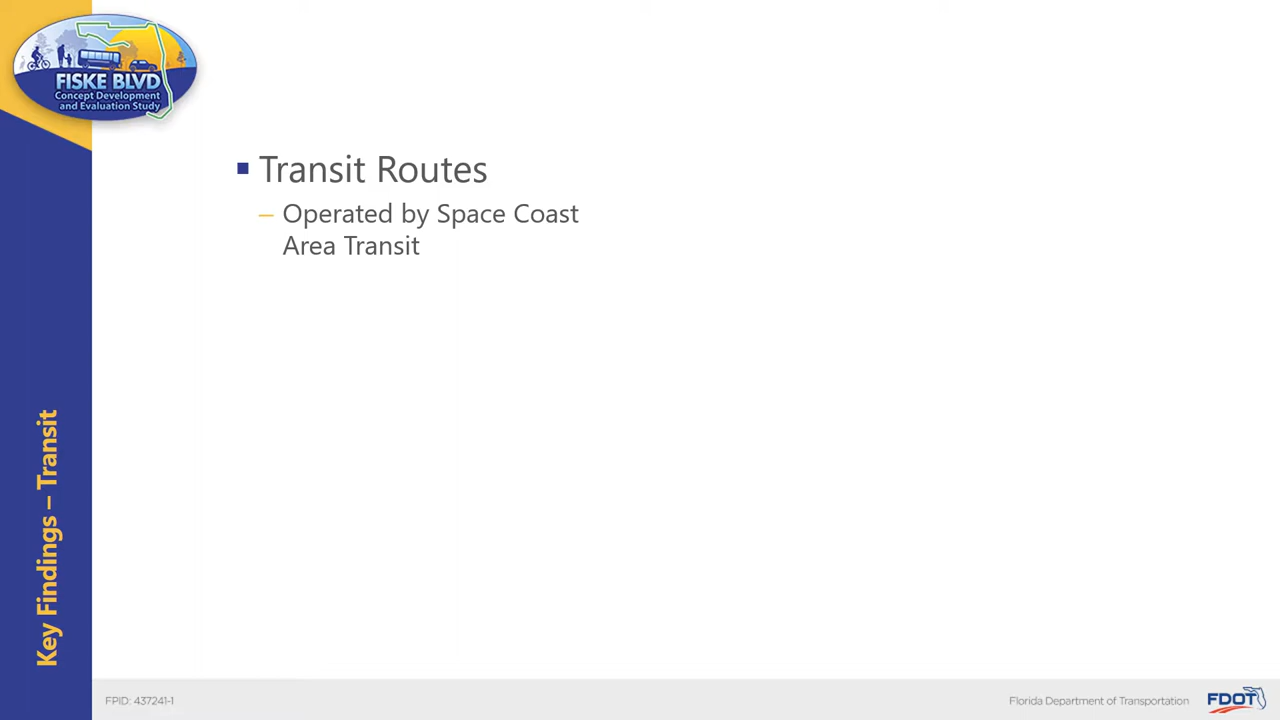 FISKE BLVD
Concept Development
and Evaluation Study
▪ Transit Routes
– Operated by Space Coast
Area Transit
Key Findings – Transit
FPID: 437241-1
Florida Department of Transportation
FDOT